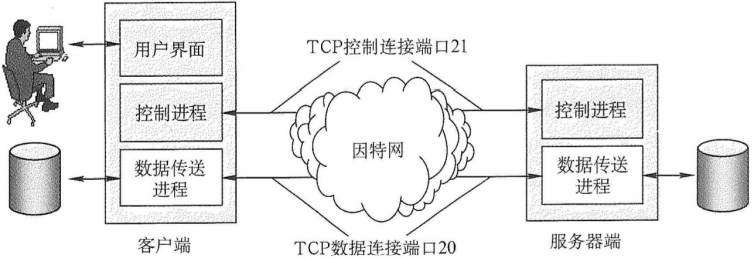 用户界面
TCP控制连接端口21
控制进程
控制进程
因特网
数据传送
进程
数据传送
进程
客户端
TCP数据连接端口20
服务器端